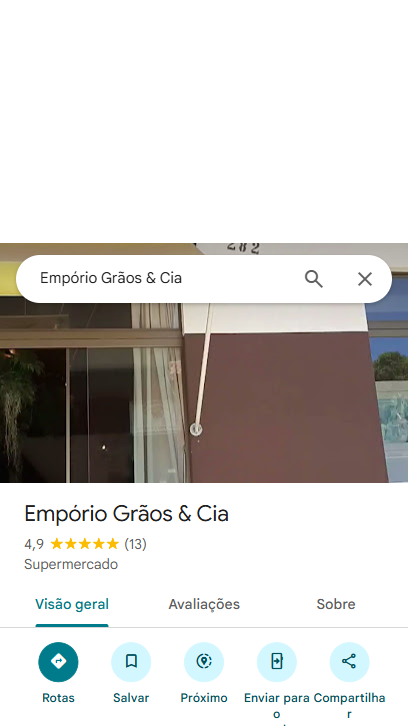 282
Empório Grãos & Cia
Empório Grãos & Cia
4,9 (13)
Supermercado
Visão geral Avaliações Sobre
Rotas Salvar Próximo Enviar para o Compartilhar